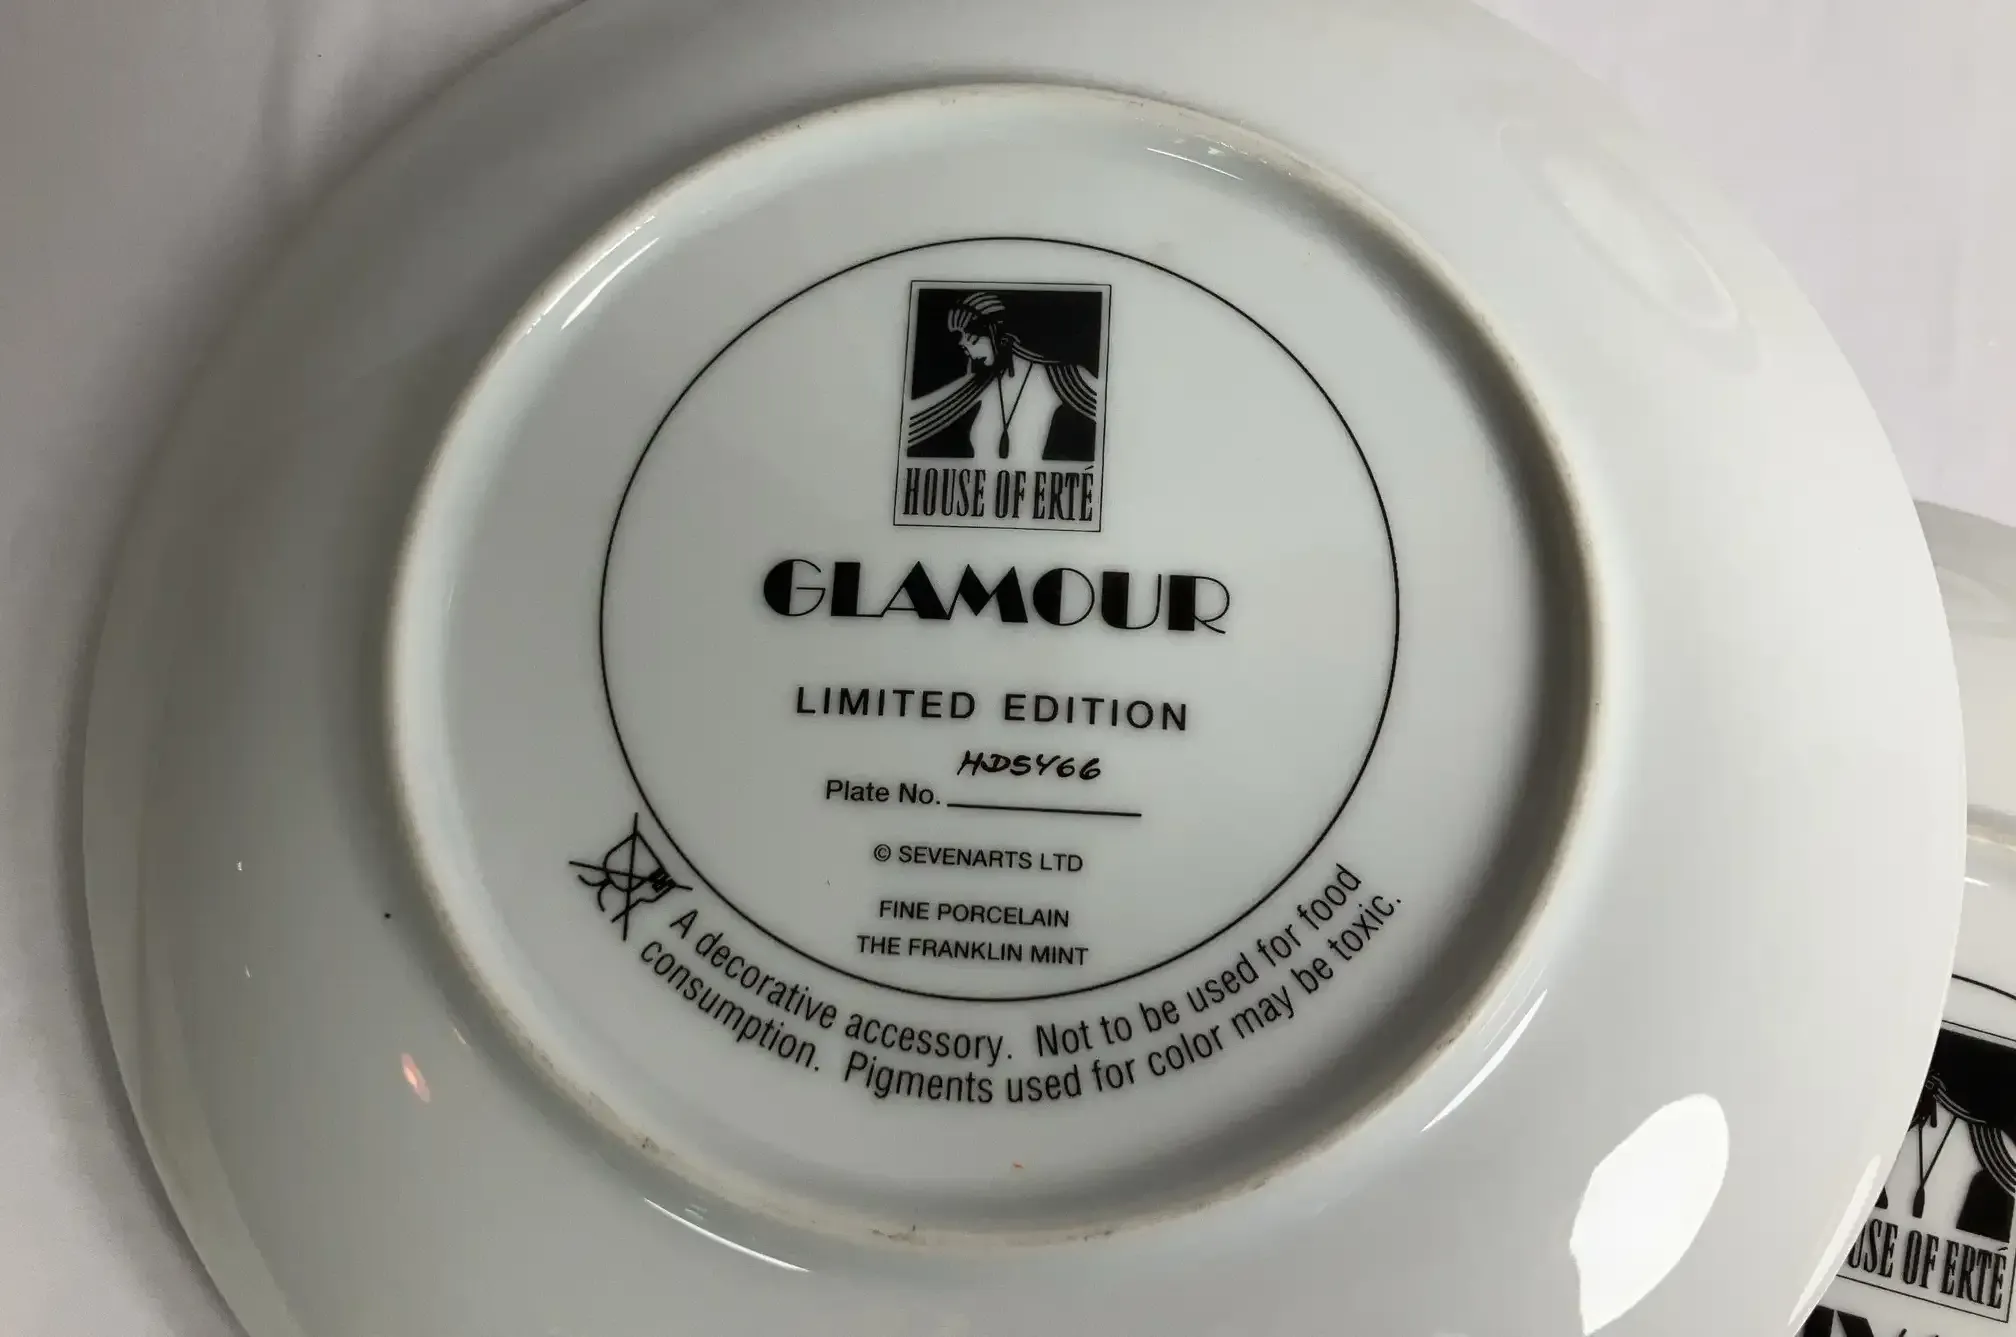 HOUSE OF ERTÉ
GLAMOUR
LIMITED EDITION
HD5466
Plate No.
© SEVENARTS LTD
FINE PORCELAIN
THE FRANKLIN MINT
A decorative accessory. Not to be used for food
consumption. Pigments used for color may be toxic.
USE OF ERTÉ